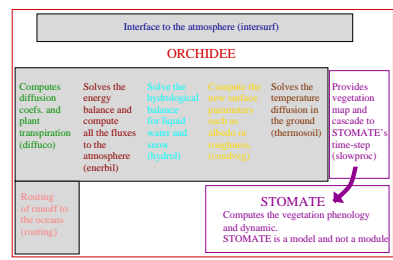 Interface to the atmosphere (intersurf)
ORCHIDEE
Computes
diffusion
coefs. and
plant
transpiration
(diffuco)
Solves the
energy
balance and
compute
all the fluxes
to the
atmosphere
(enerbil)
Solve the
hydrological
balance
for liquid
water and
snow
(hydrol)
Compute the
new surface
parameters
such as
albedo or
roughness
(condveg)
Solves the
temperature
diffusion in
the ground
(thermosoil)
Provides
vegetation
map and
cascade to
STOMATE's
time-step
(slowproc)
Routing
of runoff to
the oceans
(routing)
STOMATE
Computes the vegetation phenology
and dynamic.
STOMATE is a model and not a module